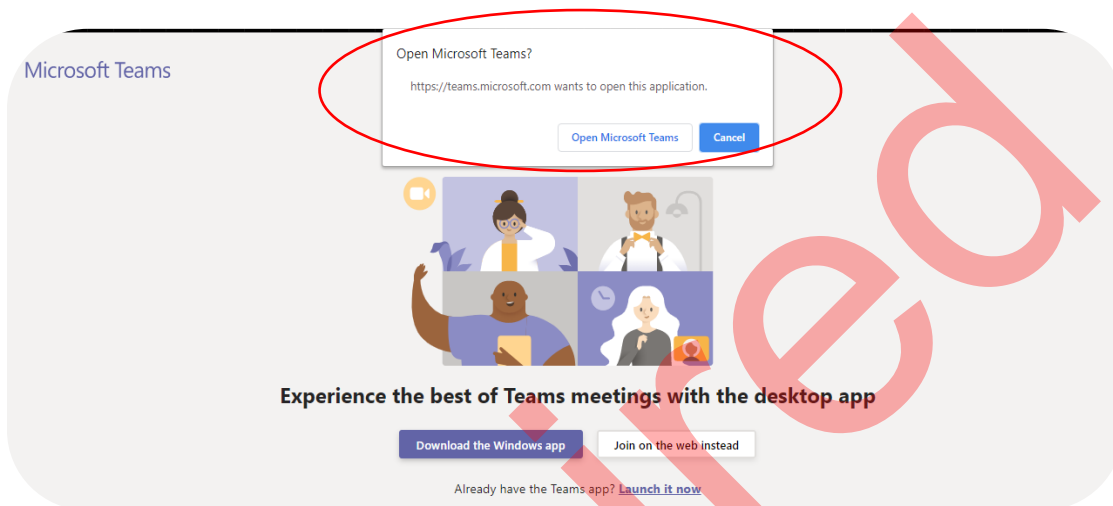 Open Microsoft Teams?
Microsoft Teams
https://teams.microsoft.com wants to open this application.
Open Microsoft Teams Cancel
Experience the best of Teams meetings with the desktop app
Download the Windows app Join on the web instead
Already have the Teams app? Launch it now
ired